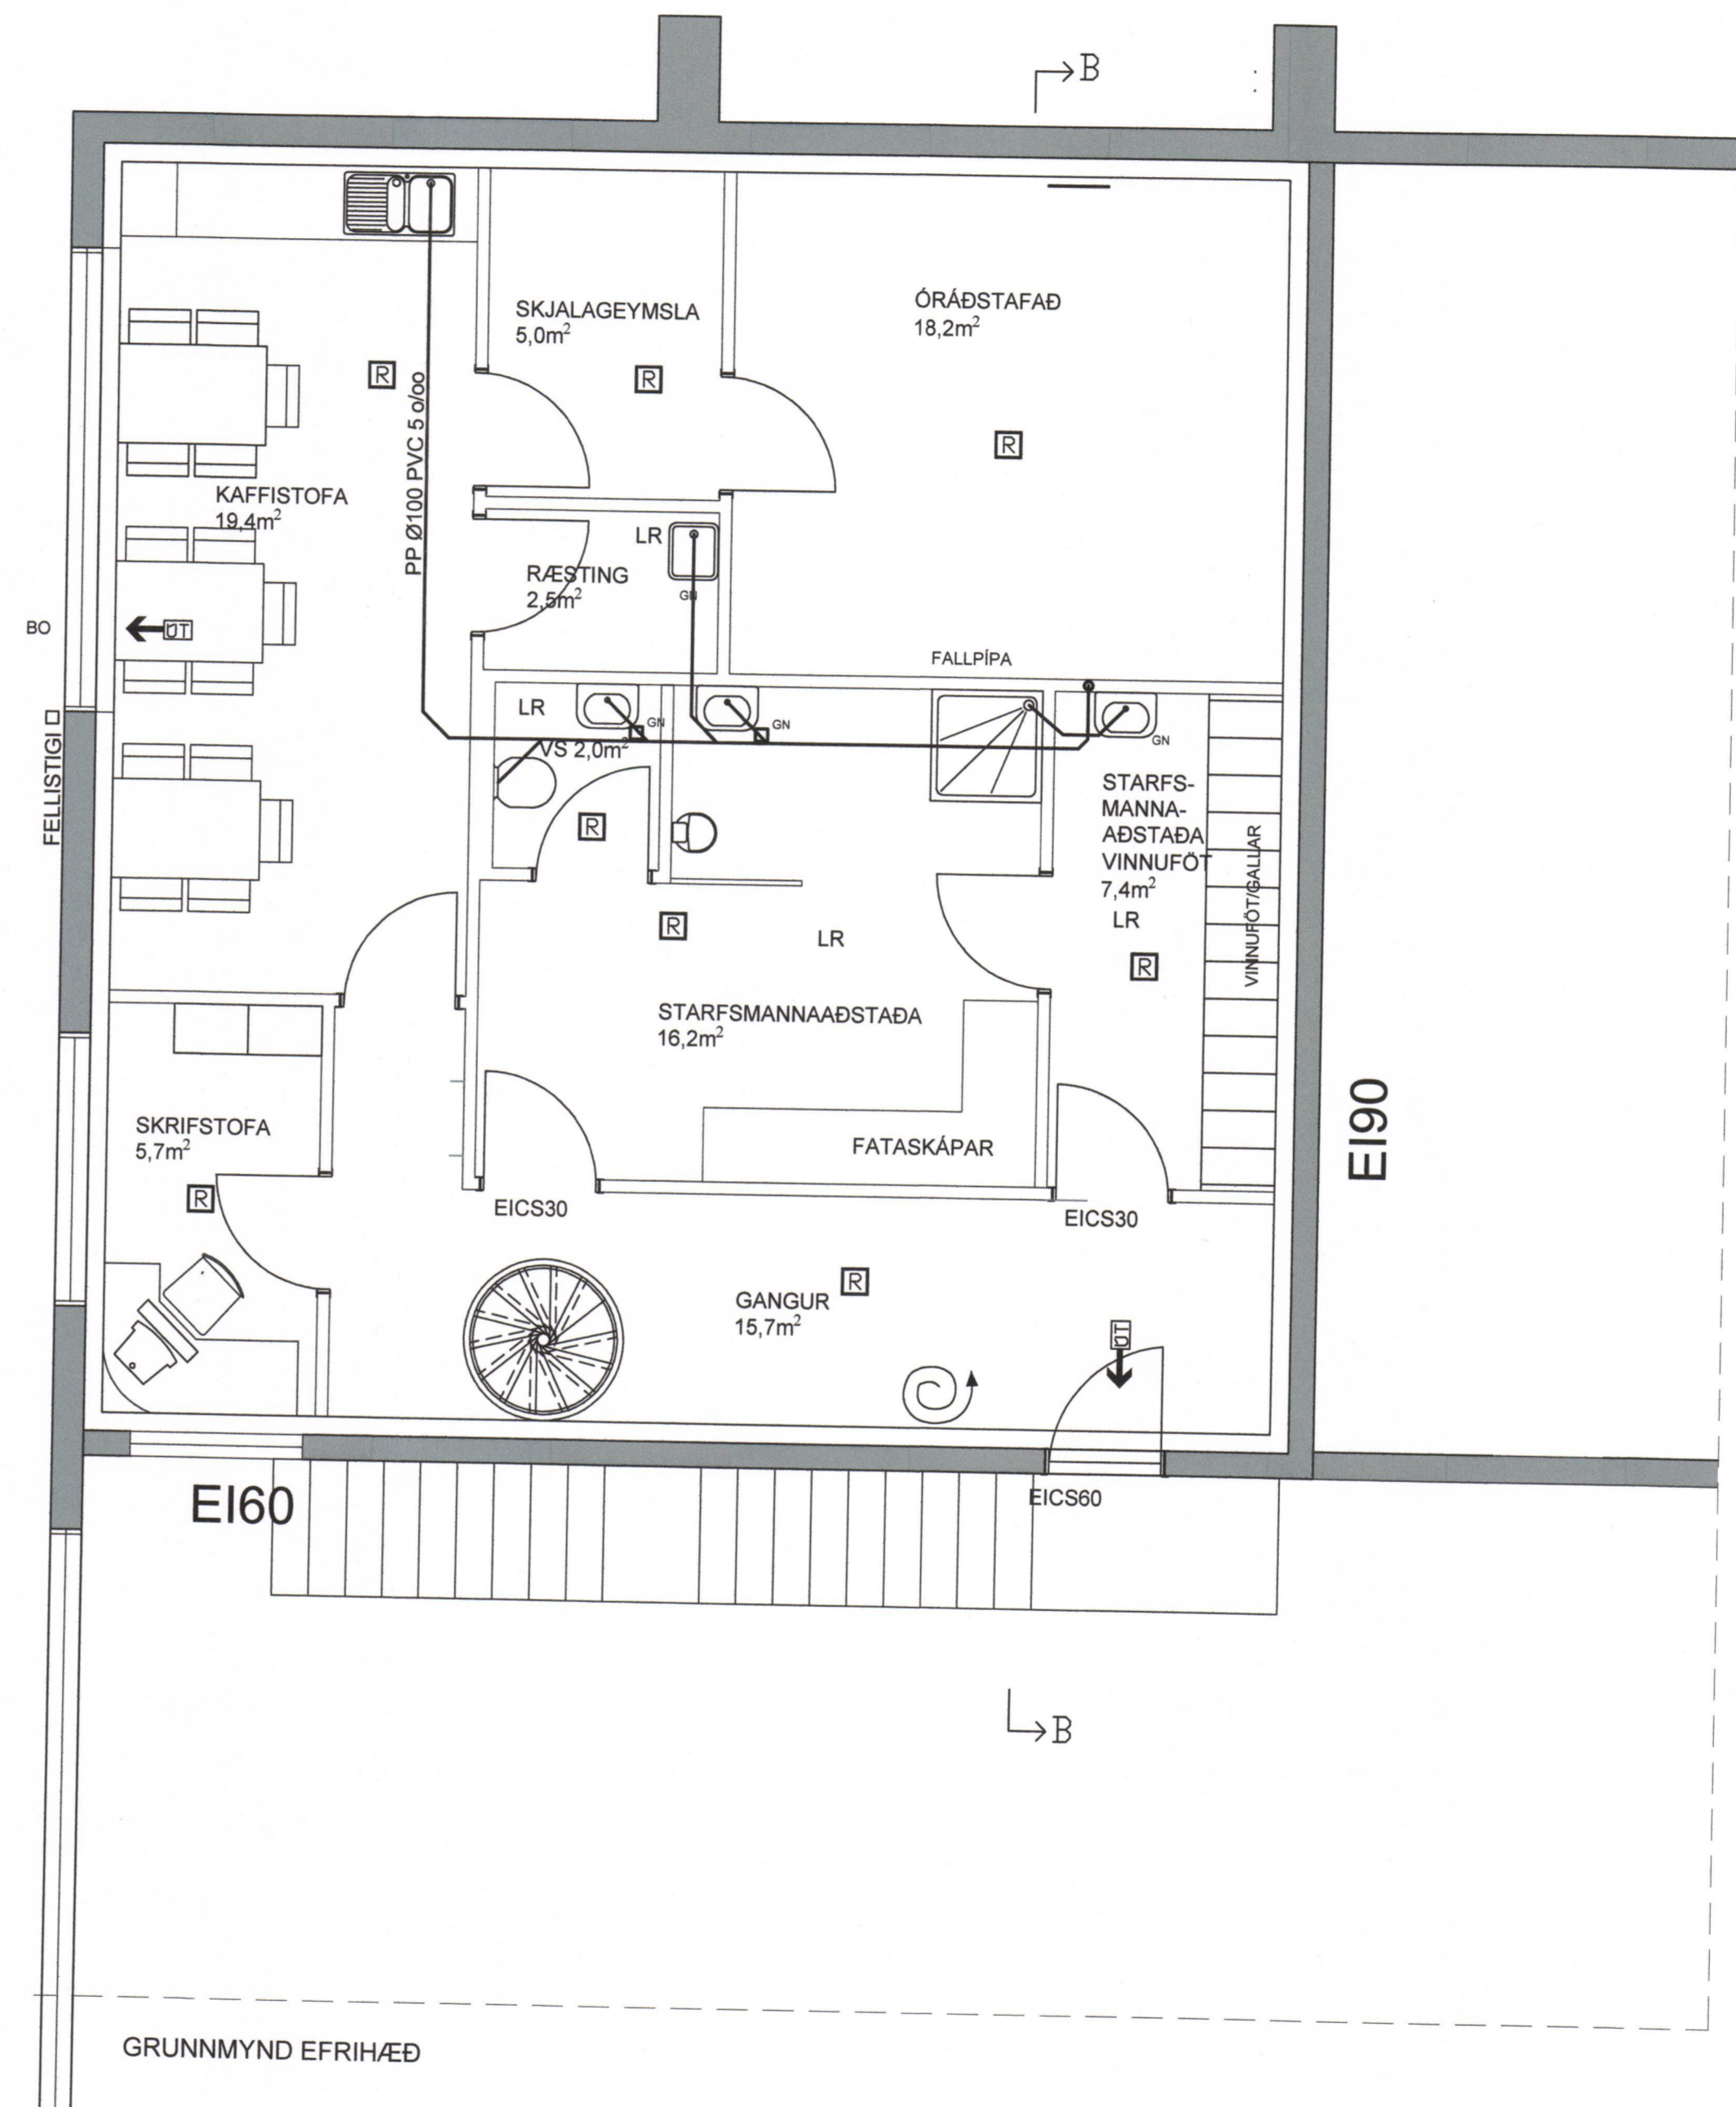 B
SKJALAGEYMSLA
5,0m²
ÓRÁÐSTAFAÐ
18,2m²
R
R
R
PP Ø100 PVC 5 o/oo
KAFFISTOFA
19,4m²
LR
RÆSTING
2,5m²
GN
BO
ÚT
FALLPÍPA
FELLISTIGI
LR
GN
GN
GN
VS 2,0m²
R
STARFS-
MANNA-
AÐSTAÐA
VINNUFÖT
7,4m²
LR
VINNUFÖT/GALLAR
R
LR
R
STARFSMANNAAÐSTAÐA
16,2m²
SKRIFSTOFA
5,7m²
FATASKÁPAR
EI90
R
EICS30
EICS30
GANGUR
15,7m²
R
ÚT
EI60
EICS60
B
GRUNNMYND EFRIHÆÐ